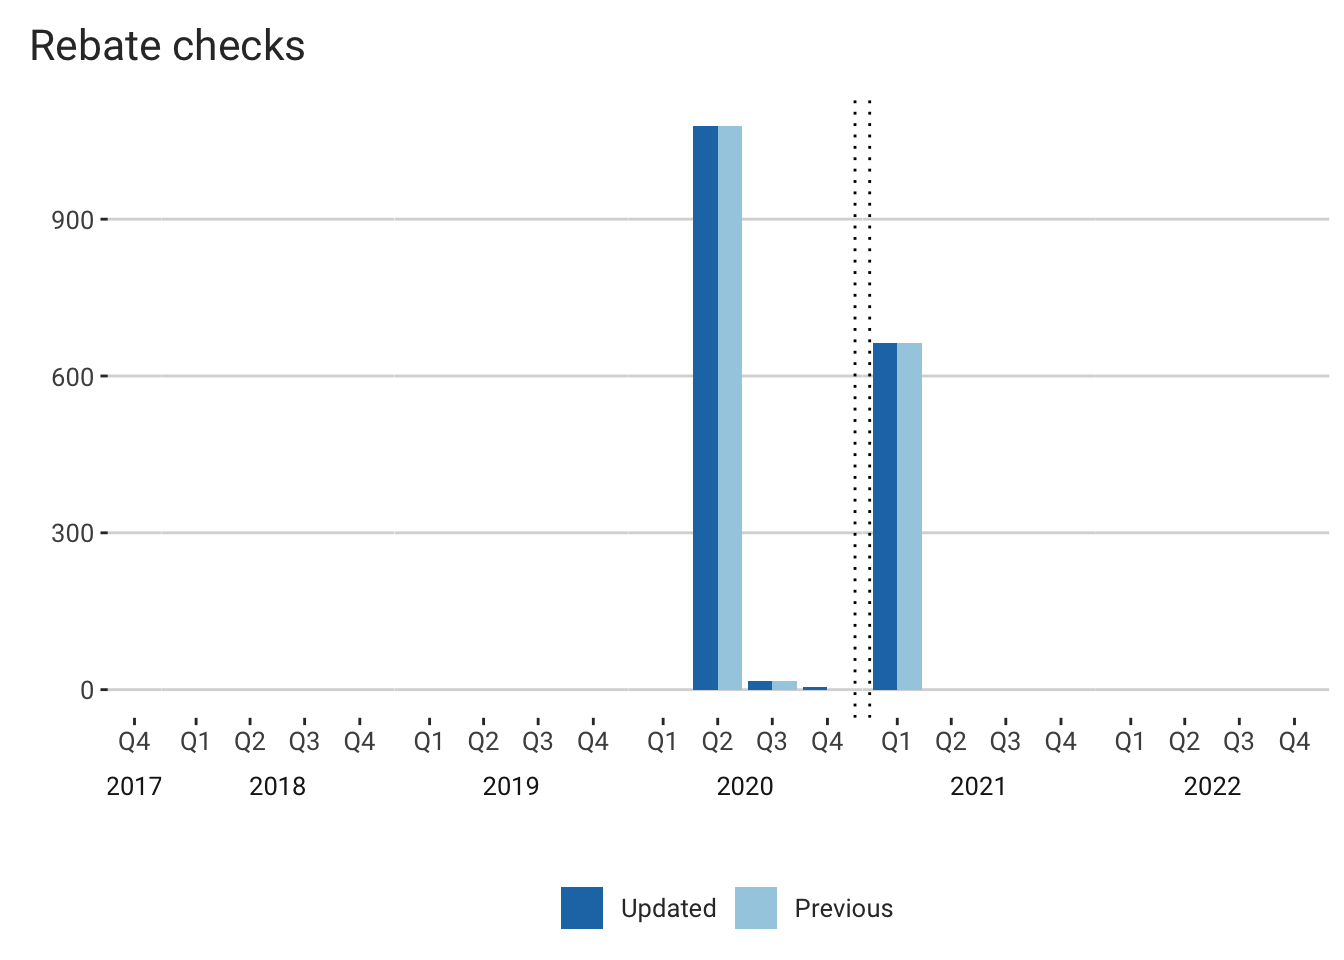 Rebate checks
900
600
300
0
Q4 Q1 Q2 Q3 Q4 Q1 Q2 Q3 Q4 Q1 Q2 Q3 Q4 Q1 Q2 Q3 Q4 Q1 Q2 Q3 Q4
2017 2018 2019 2020 2021 2022
Updated Previous